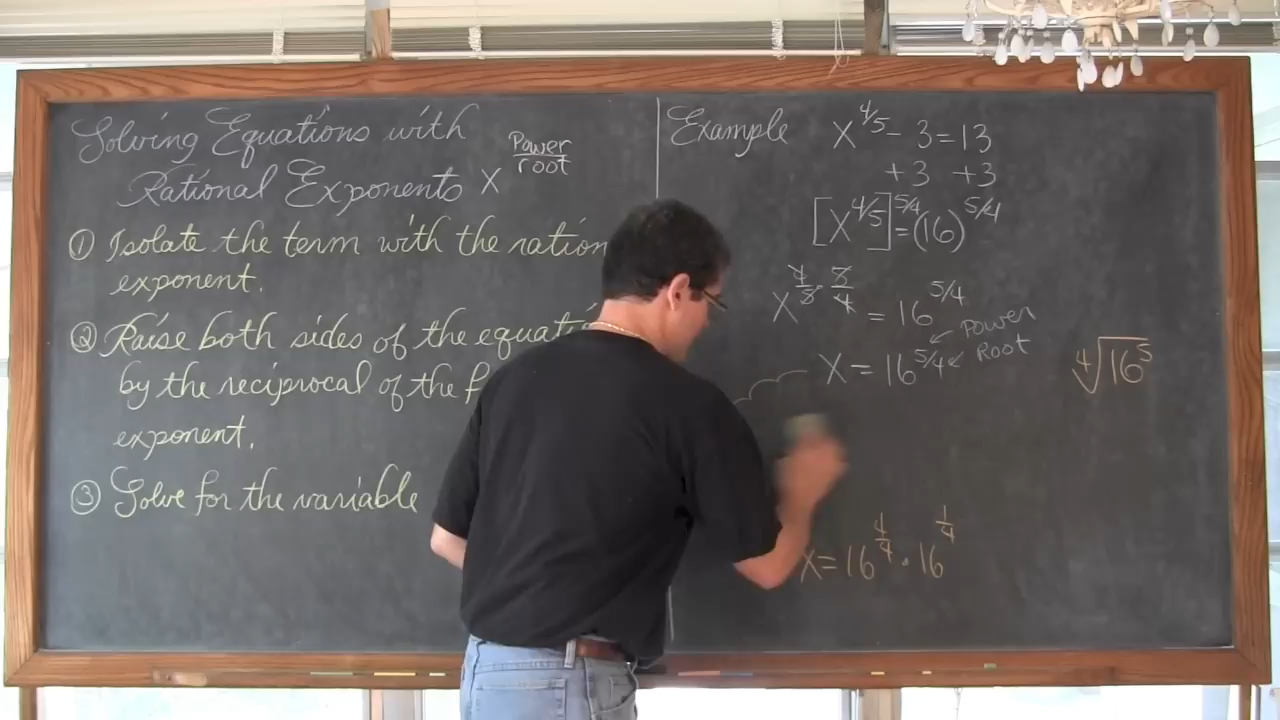 Solving Equations with
Rational Exponents X^(Power/root)
① Isolate the term with the
exponent.
② Raise both sides of the
by the reciprocal of the
exponent.
③ Solve for the variable
Example X^(4/5) - 3 = 13
+3 +3
[X^(4/5)]^(5/4) = (16)^(5/4)
X^(4/5 · 5/4) = 16^(5/4)
X = 16^(5/4) ← Power ← Root
⁴√16⁵
X = 16^(4/4) · 16^(1/4)